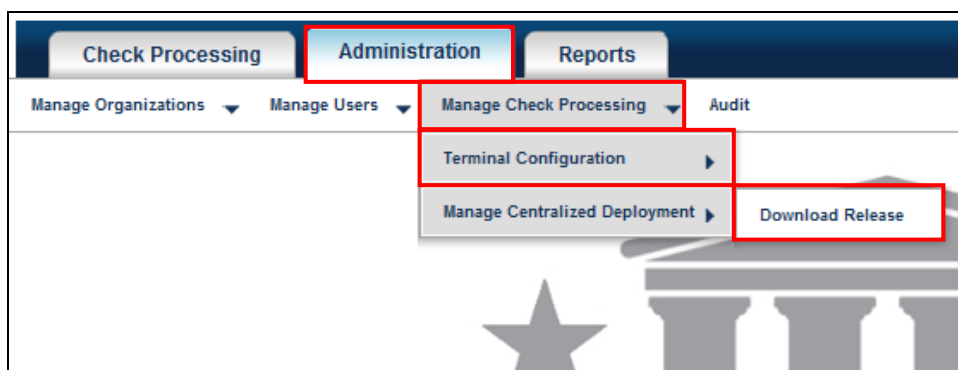 Check Processing Administration Reports
Manage Organizations Manage Users Manage Check Processing Audit
Terminal Configuration
Manage Centralized Deployment Download Release